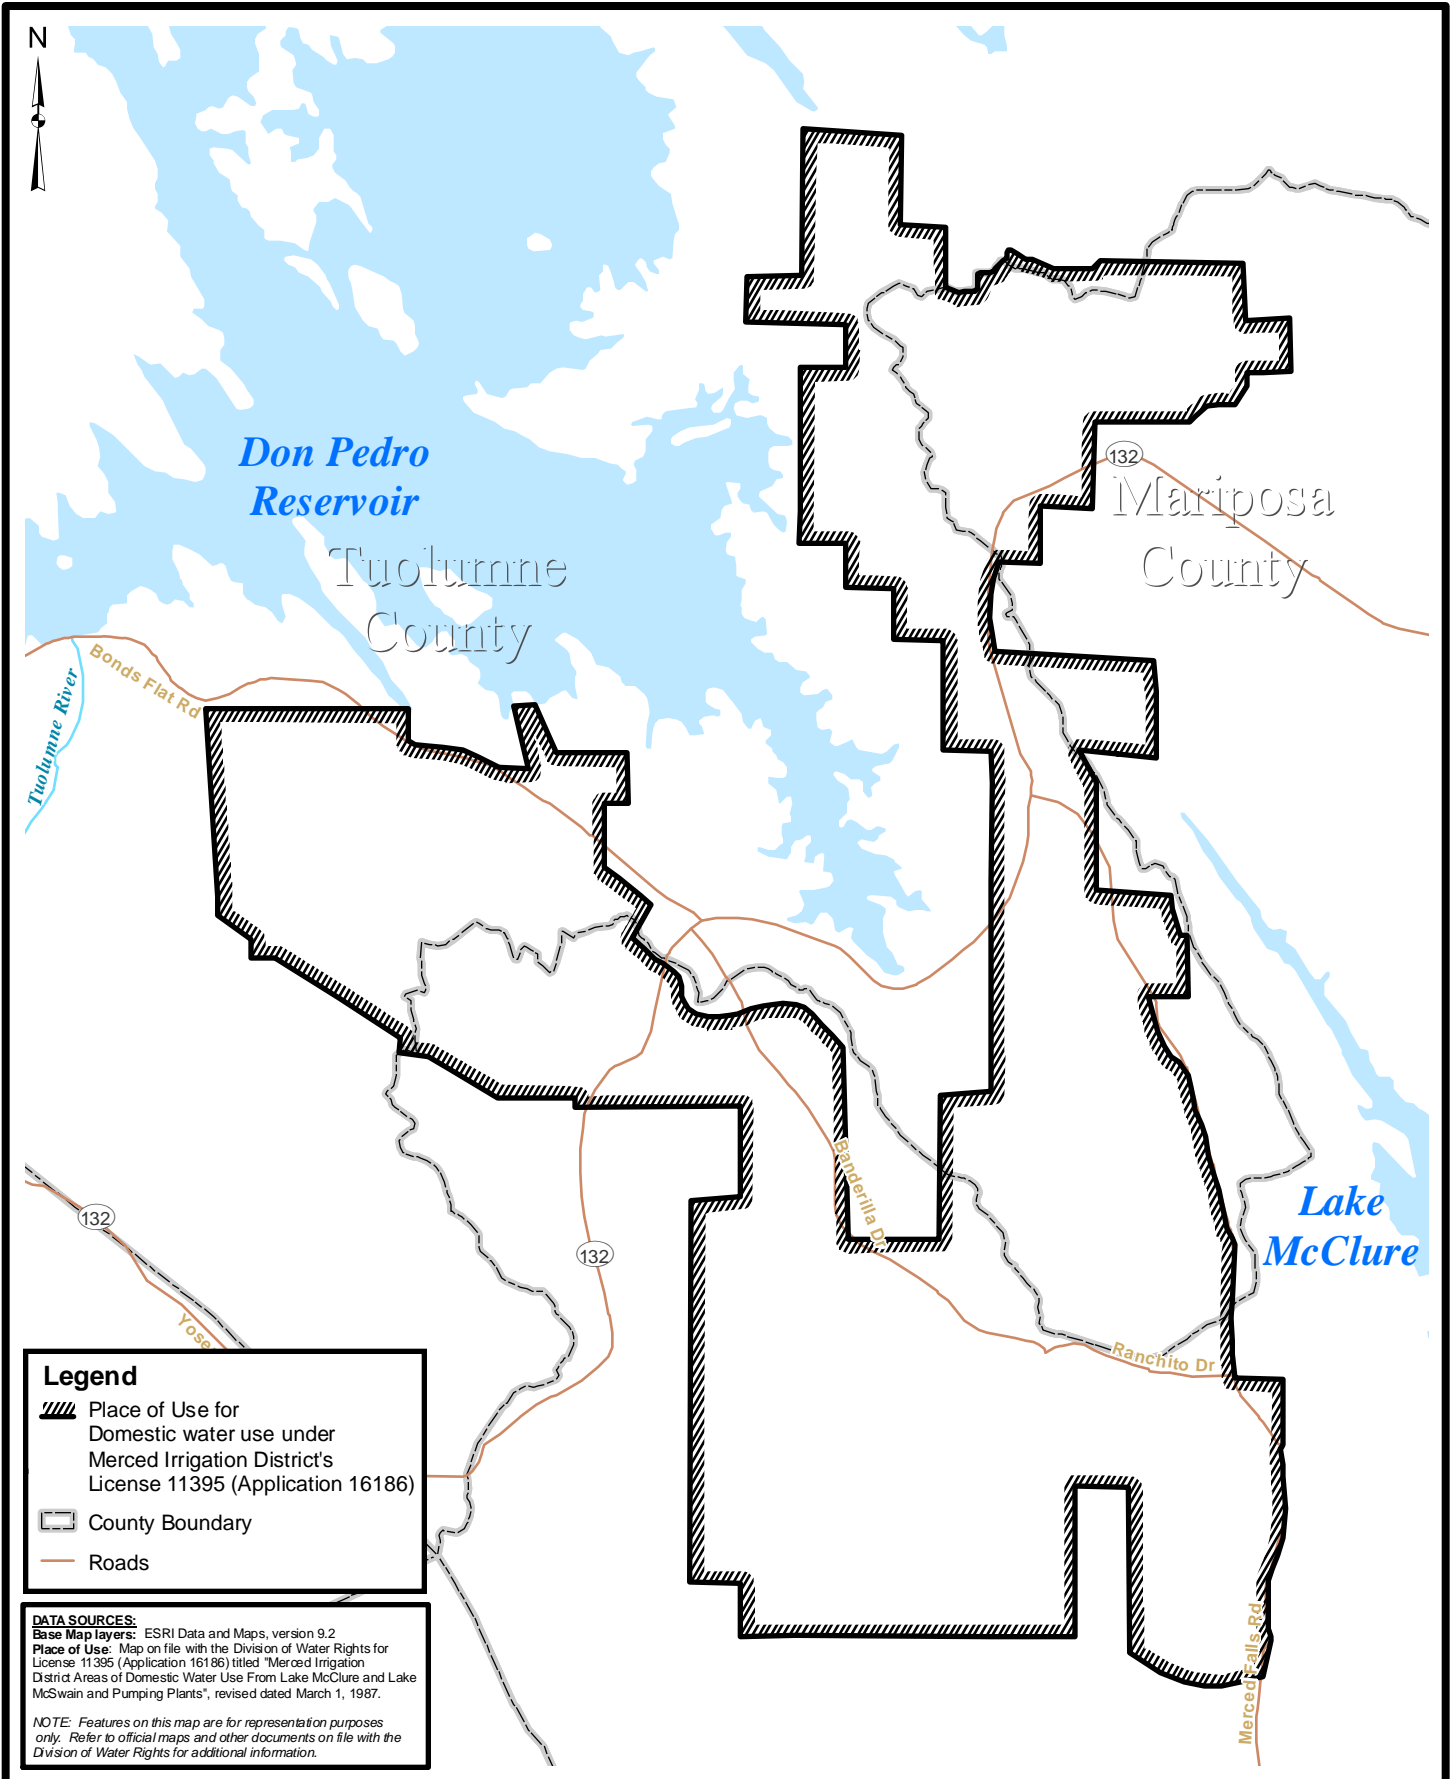 N
Don Pedro
Reservoir
Tuolumne
County
132
Mariposa
County
Bonds Flat Rd
Tuolumne River
Lake
McClure
Banderilla Dr
132
132
Yose
Ranchito Dr
Merced Falls Rd
Legend
Place of Use for
Domestic water use under
Merced Irrigation District's
License 11395 (Application 16186)
County Boundary
Roads
DATA SOURCES:
Base Map layers: ESRI Data and Maps, version 9.2
Place of Use: Map on file with the Division of Water Rights for
License 11395 (Application 16186) titled "Merced Irrigation
District Areas of Domestic Water Use From Lake McClure and Lake
McSwain and Pumping Plants", revised dated March 1, 1987.
NOTE: Features on this map are for representation purposes
only. Refer to official maps and other documents on file with the
Division of Water Rights for additional information.